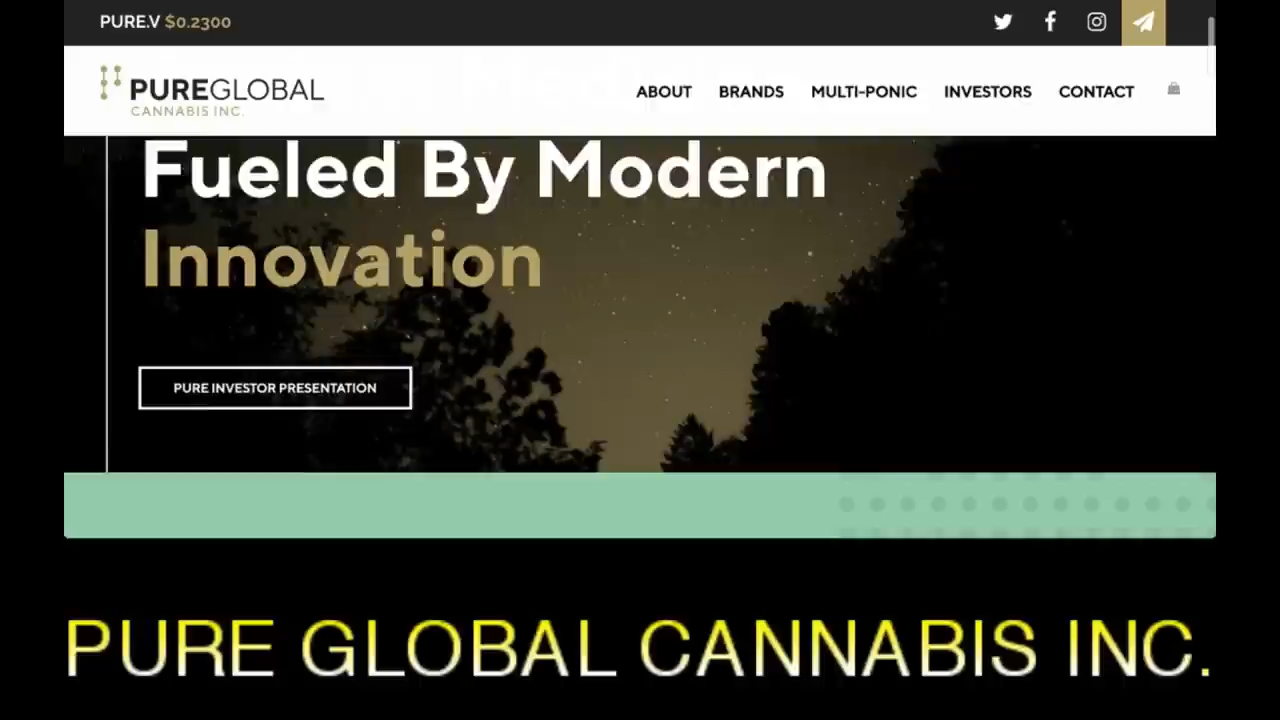 PURE.V $0.2300
PUREGLOBAL
CANNABIS INC.
ABOUT BRANDS MULTI-PONIC INVESTORS CONTACT
Fueled By Modern
Innovation
PURE INVESTOR PRESENTATION
PURE GLOBAL CANNABIS INC.